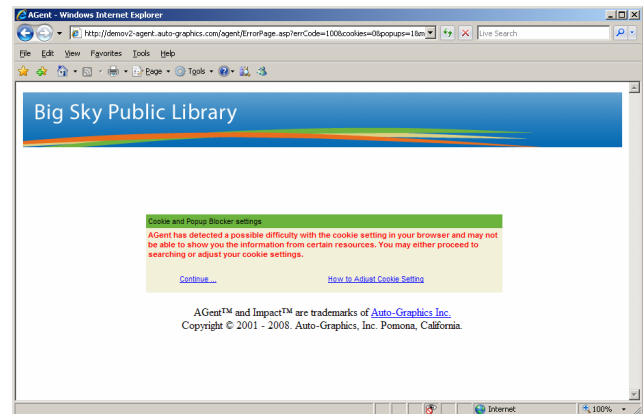 AGent - Windows Internet Explorer
http://demov2-agent.auto-graphics.com/agent/ErrorPage.asp?errCode=100&cookies=0&popups=1&m
Live Search
File Edit View Favorites Tools Help
Page Tools
Big Sky Public Library
Cookie and Popup Blocker settings
AGent has detected a possible difficulty with the cookie setting in your browser and may not
be able to show you the information from certain resources. You may either proceed to
searching or adjust your cookie settings.
Continue ... How to Adjust Cookie Setting
AGent™ and Impact™ are trademarks of Auto-Graphics Inc.
Copyright © 2001 - 2008. Auto-Graphics, Inc. Pomona, California.
Internet 100%